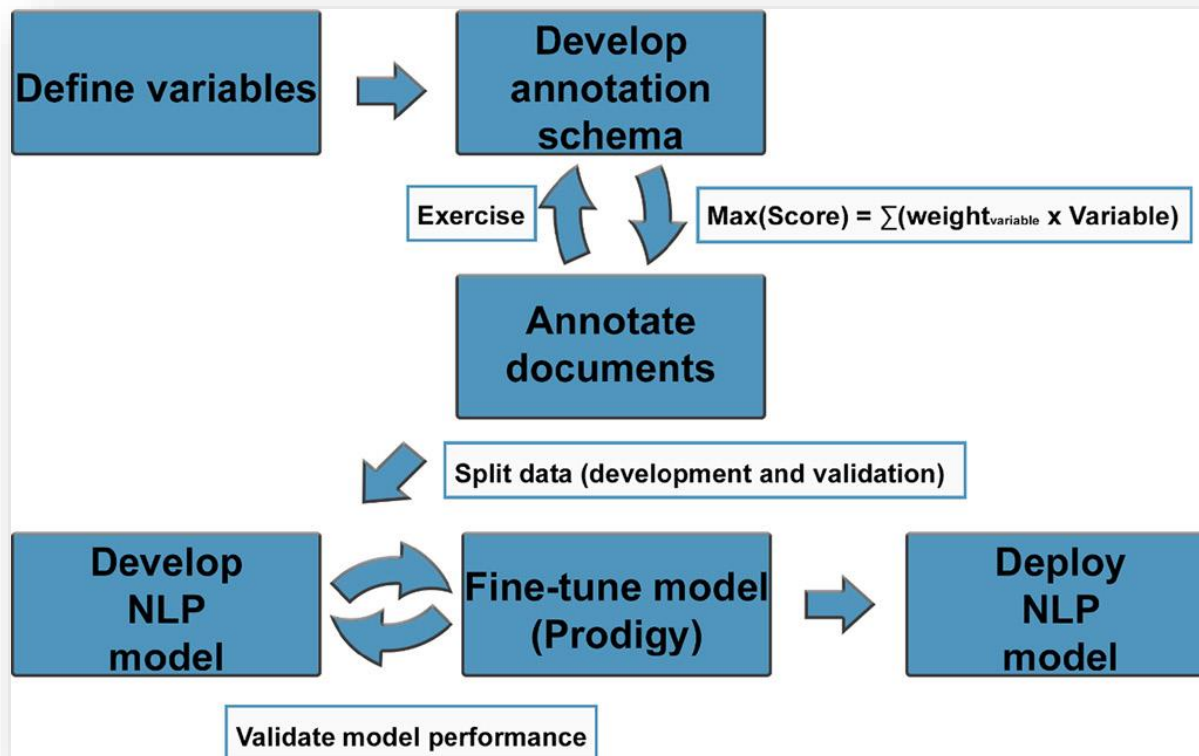 Define variables
Develop
annotation
schema
Exercise
Max(Score) = ∑(weightvariable x Variable)
Annotate
documents
Split data (development and validation)
Develop
NLP
model
Fine-tune model
(Prodigy)
Deploy
NLP
model
Validate model performance